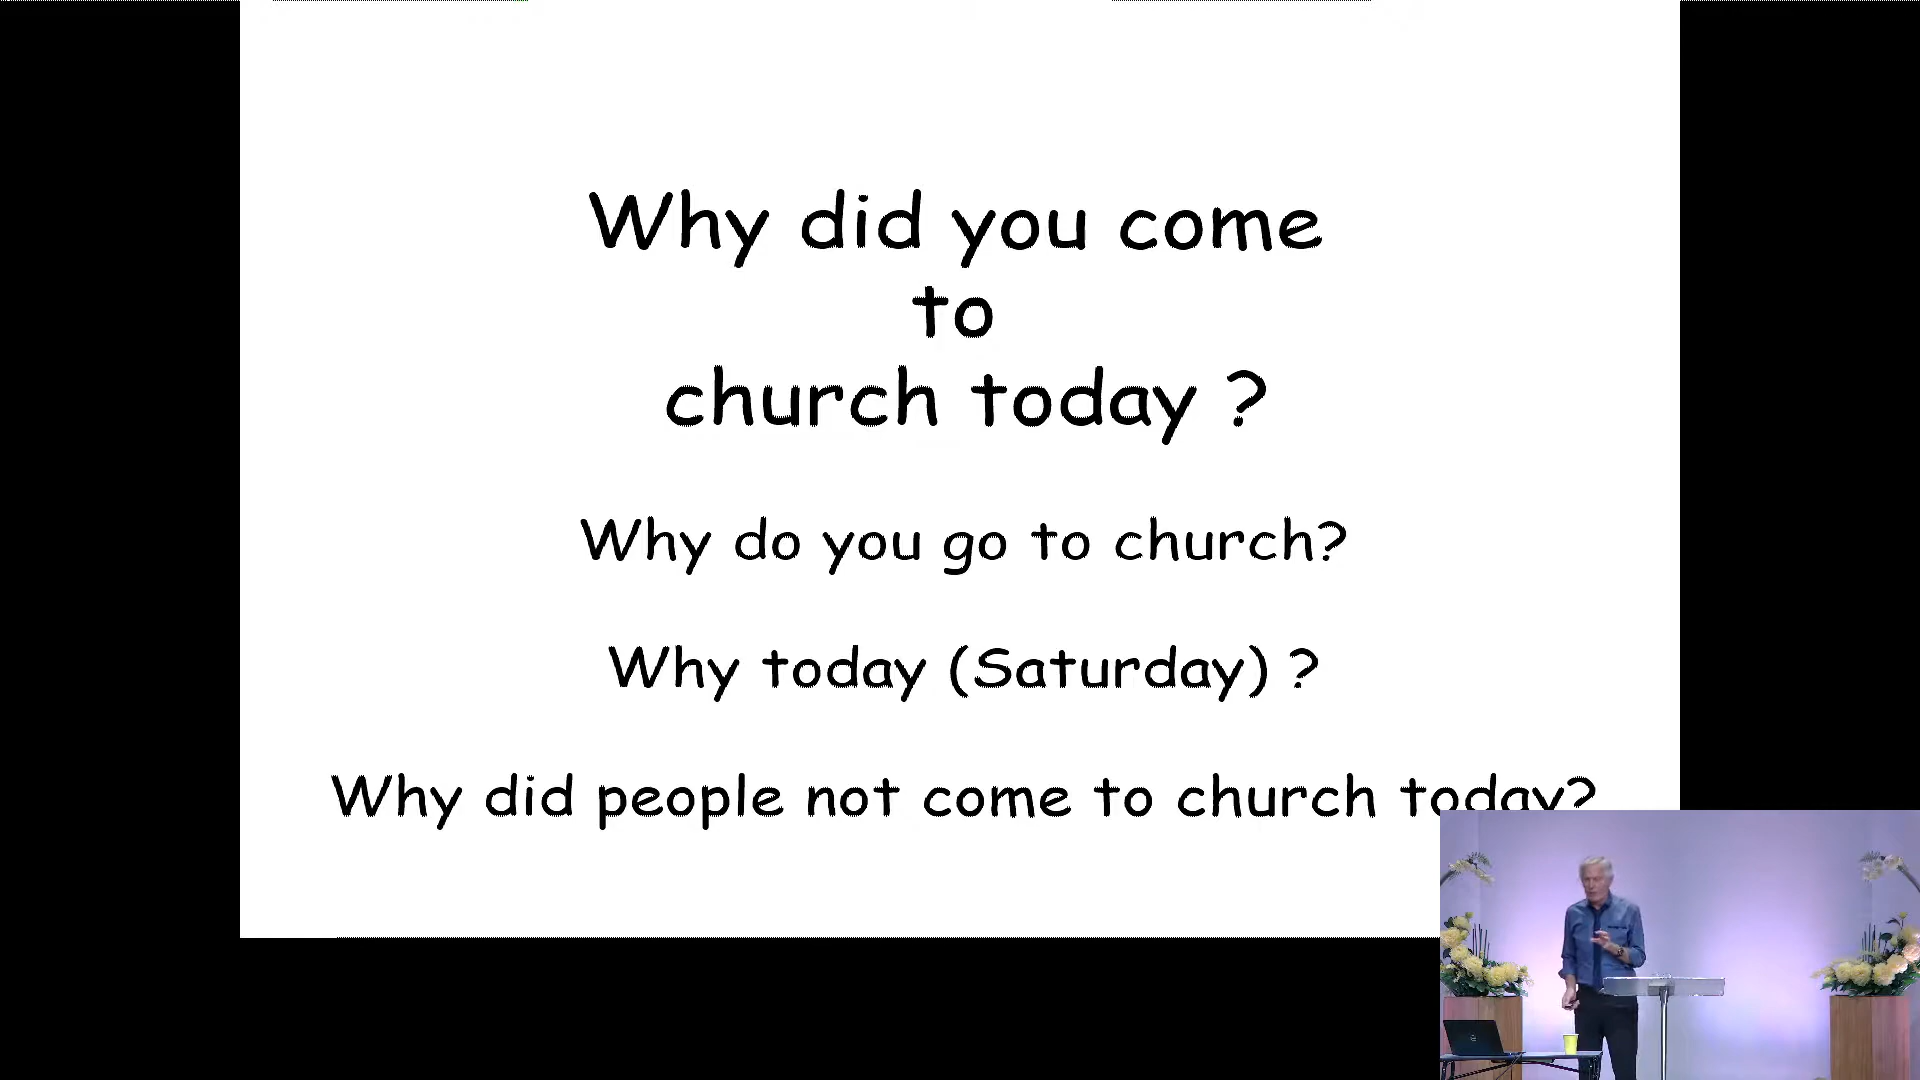 Why did you come
to
church today ?
Why do you go to church?
Why today (Saturday) ?
Why did people not come to church today?